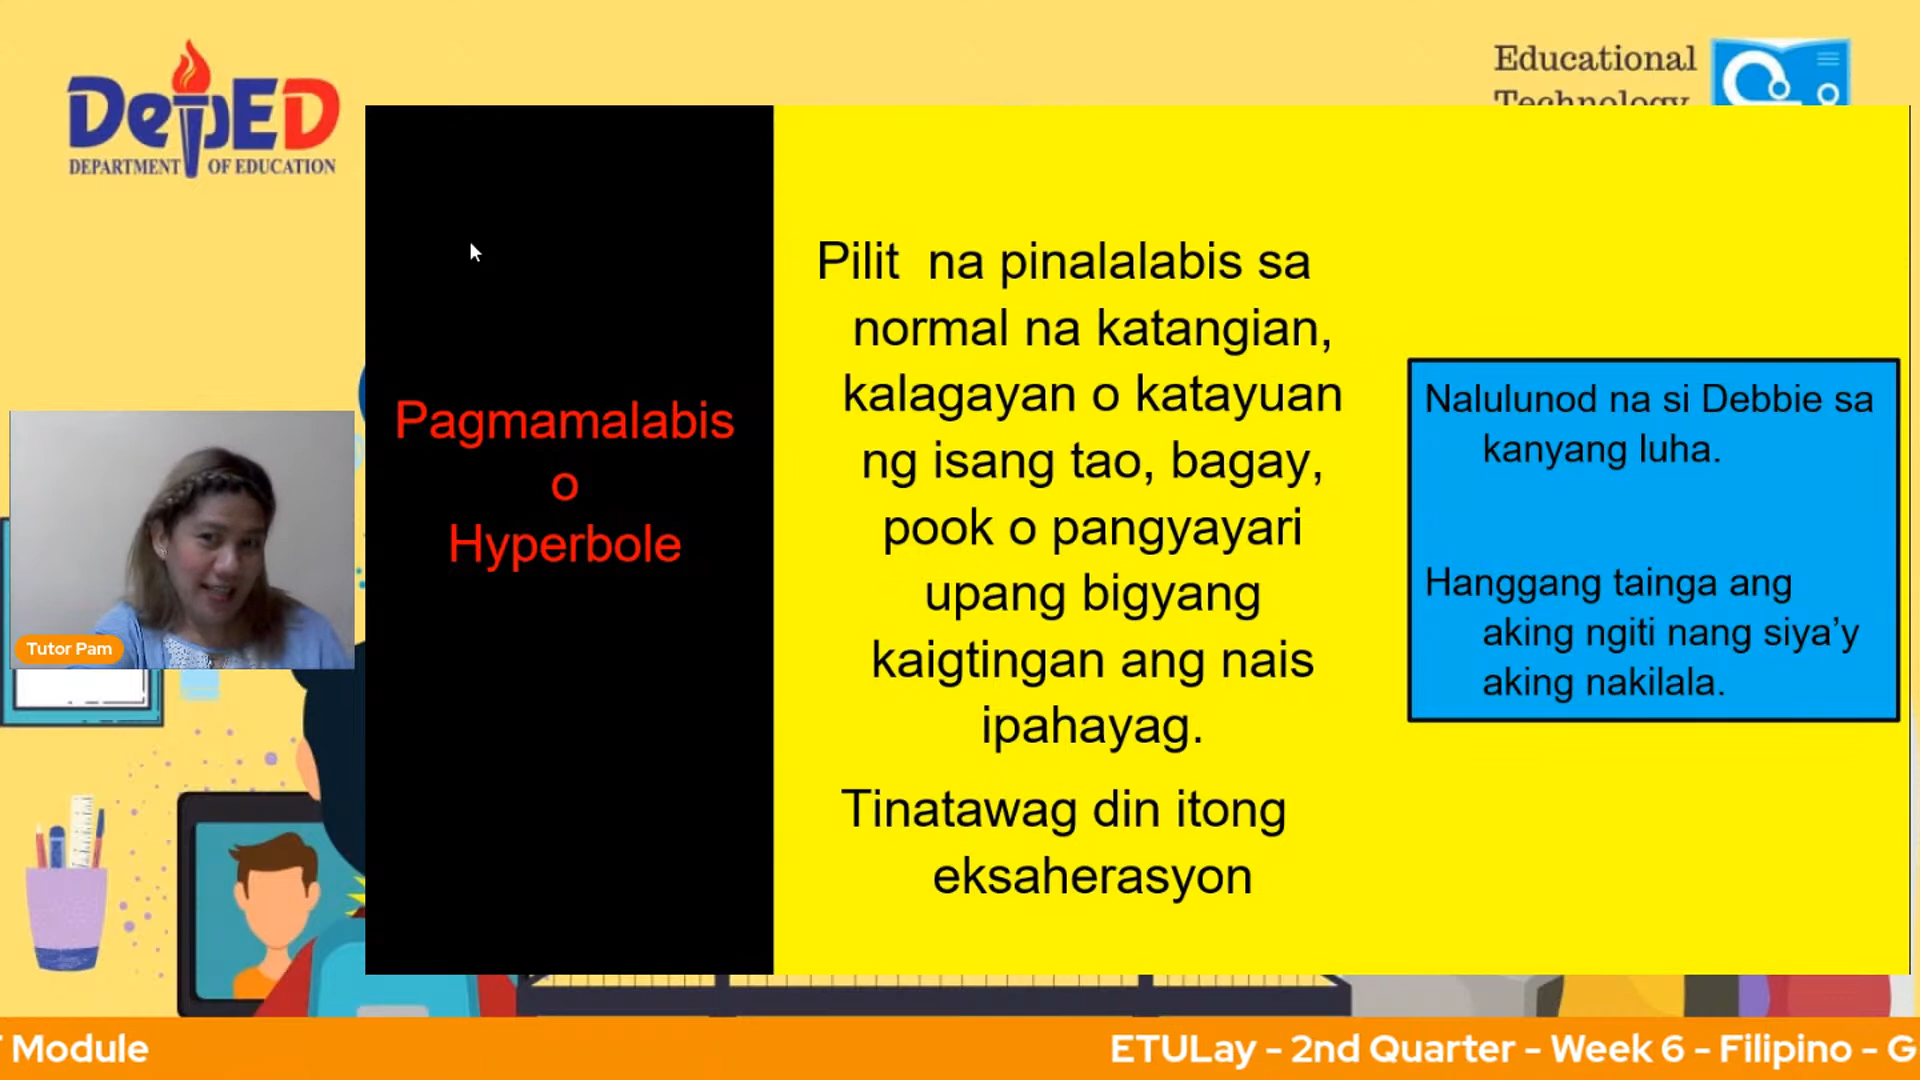 DepED
DEPARTMENT OF EDUCATION
Educational
Technology
Pagmamalabis
o
Hyperbole
Pilit na pinalalabis sa
normal na katangian,
kalagayan o katayuan
ng isang tao, bagay,
pook o pangyayari
upang bigyang
kaigtingan ang nais
ipahayag.
Tinatawag din itong
eksaherasyon
Nalulunod na si Debbie sa
kanyang luha.
Hanggang tainga ang
aking ngiti nang siya’y
aking nakilala.
Tutor Pam
Module
ETULay - 2nd Quarter - Week 6 - Filipino - G